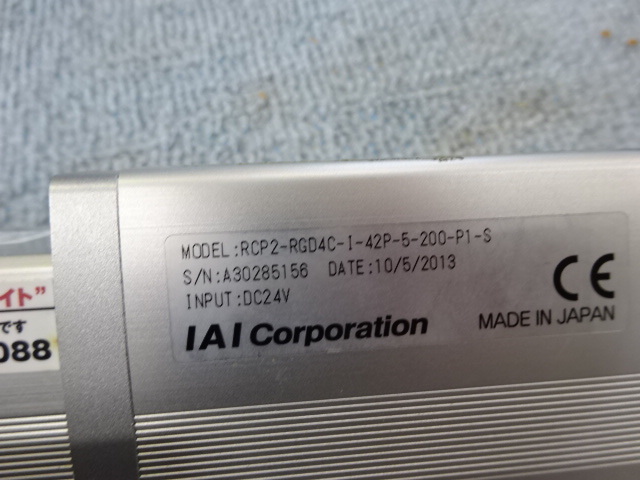 MODEL:RCP2-RGD4C-I-42P-5-200-P1-S
S/N:A30285156 DATE:10/5/2013
INPUT:DC24V
CE
IAI Corporation
MADE IN JAPAN
イト”
です
088